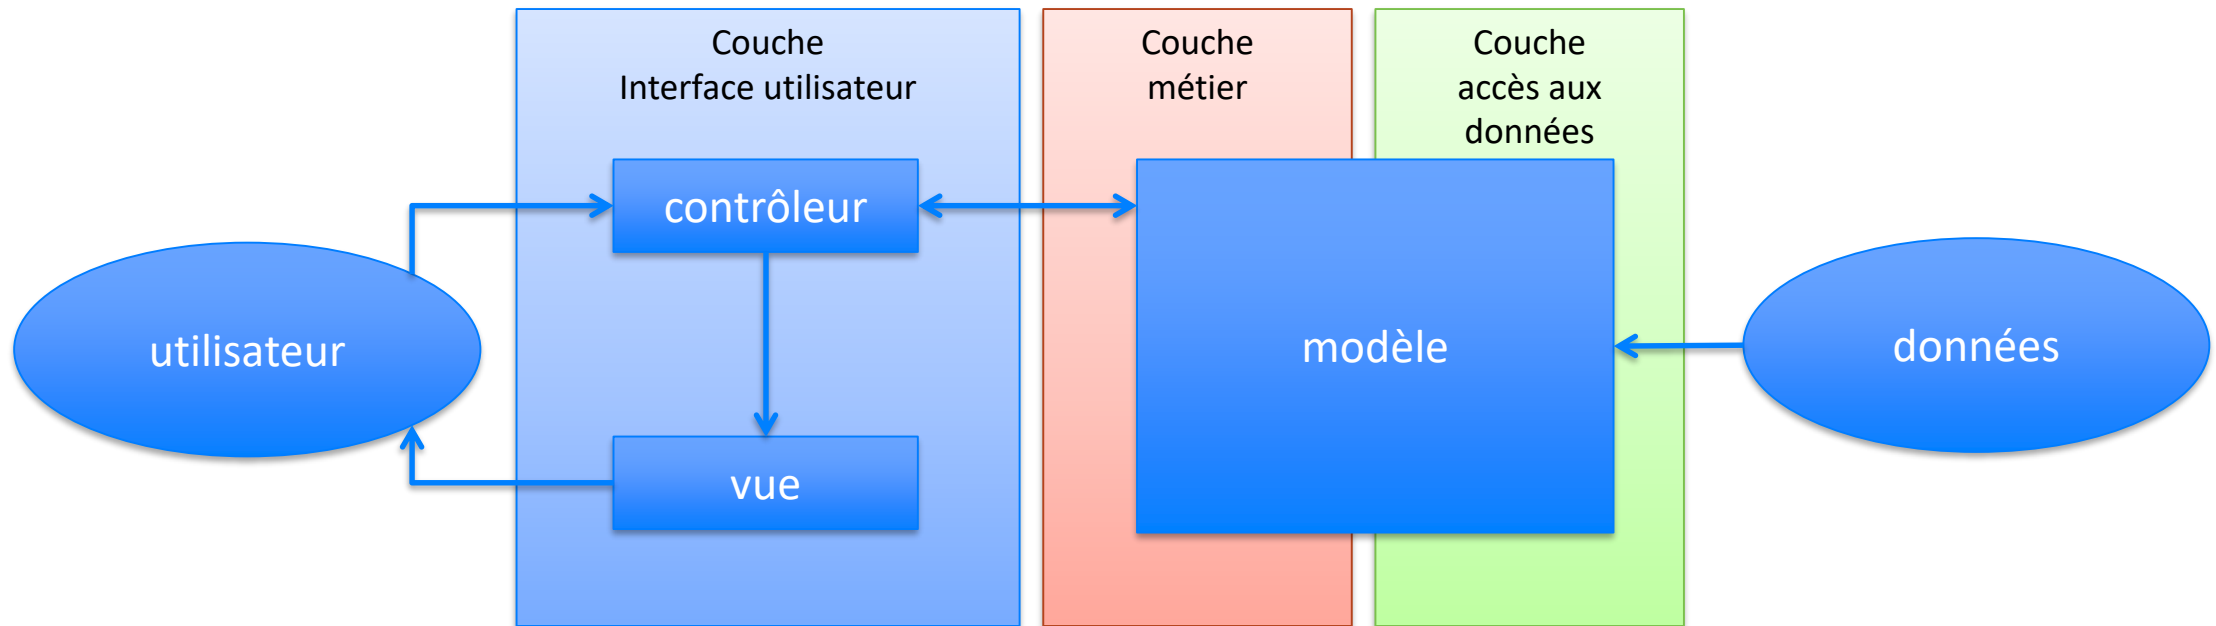 Couche
Interface utilisateur
Couche
métier
Couche
accès aux
données
contrôleur
utilisateur
modèle
données
vue